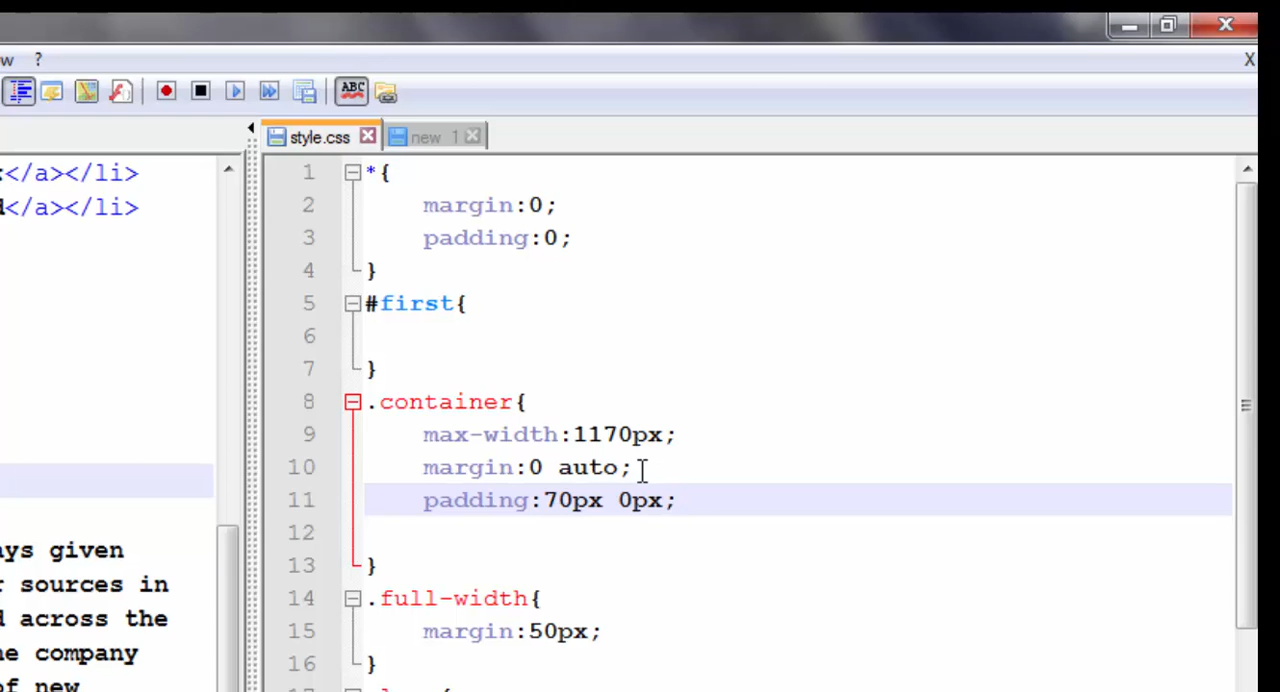 w ?
X
ABC
style.css
new 1
</a></li>
</a></li>
1 *{
2 margin:0;
3 padding:0;
4 }
5 #first{
6
7 }
8 .container{
9 max-width:1170px;
10 margin:0 auto;
11 padding:70px 0px;
12
13 }
14 .full-width{
15 margin:50px;
16 }
given
sources in
across the
company
new